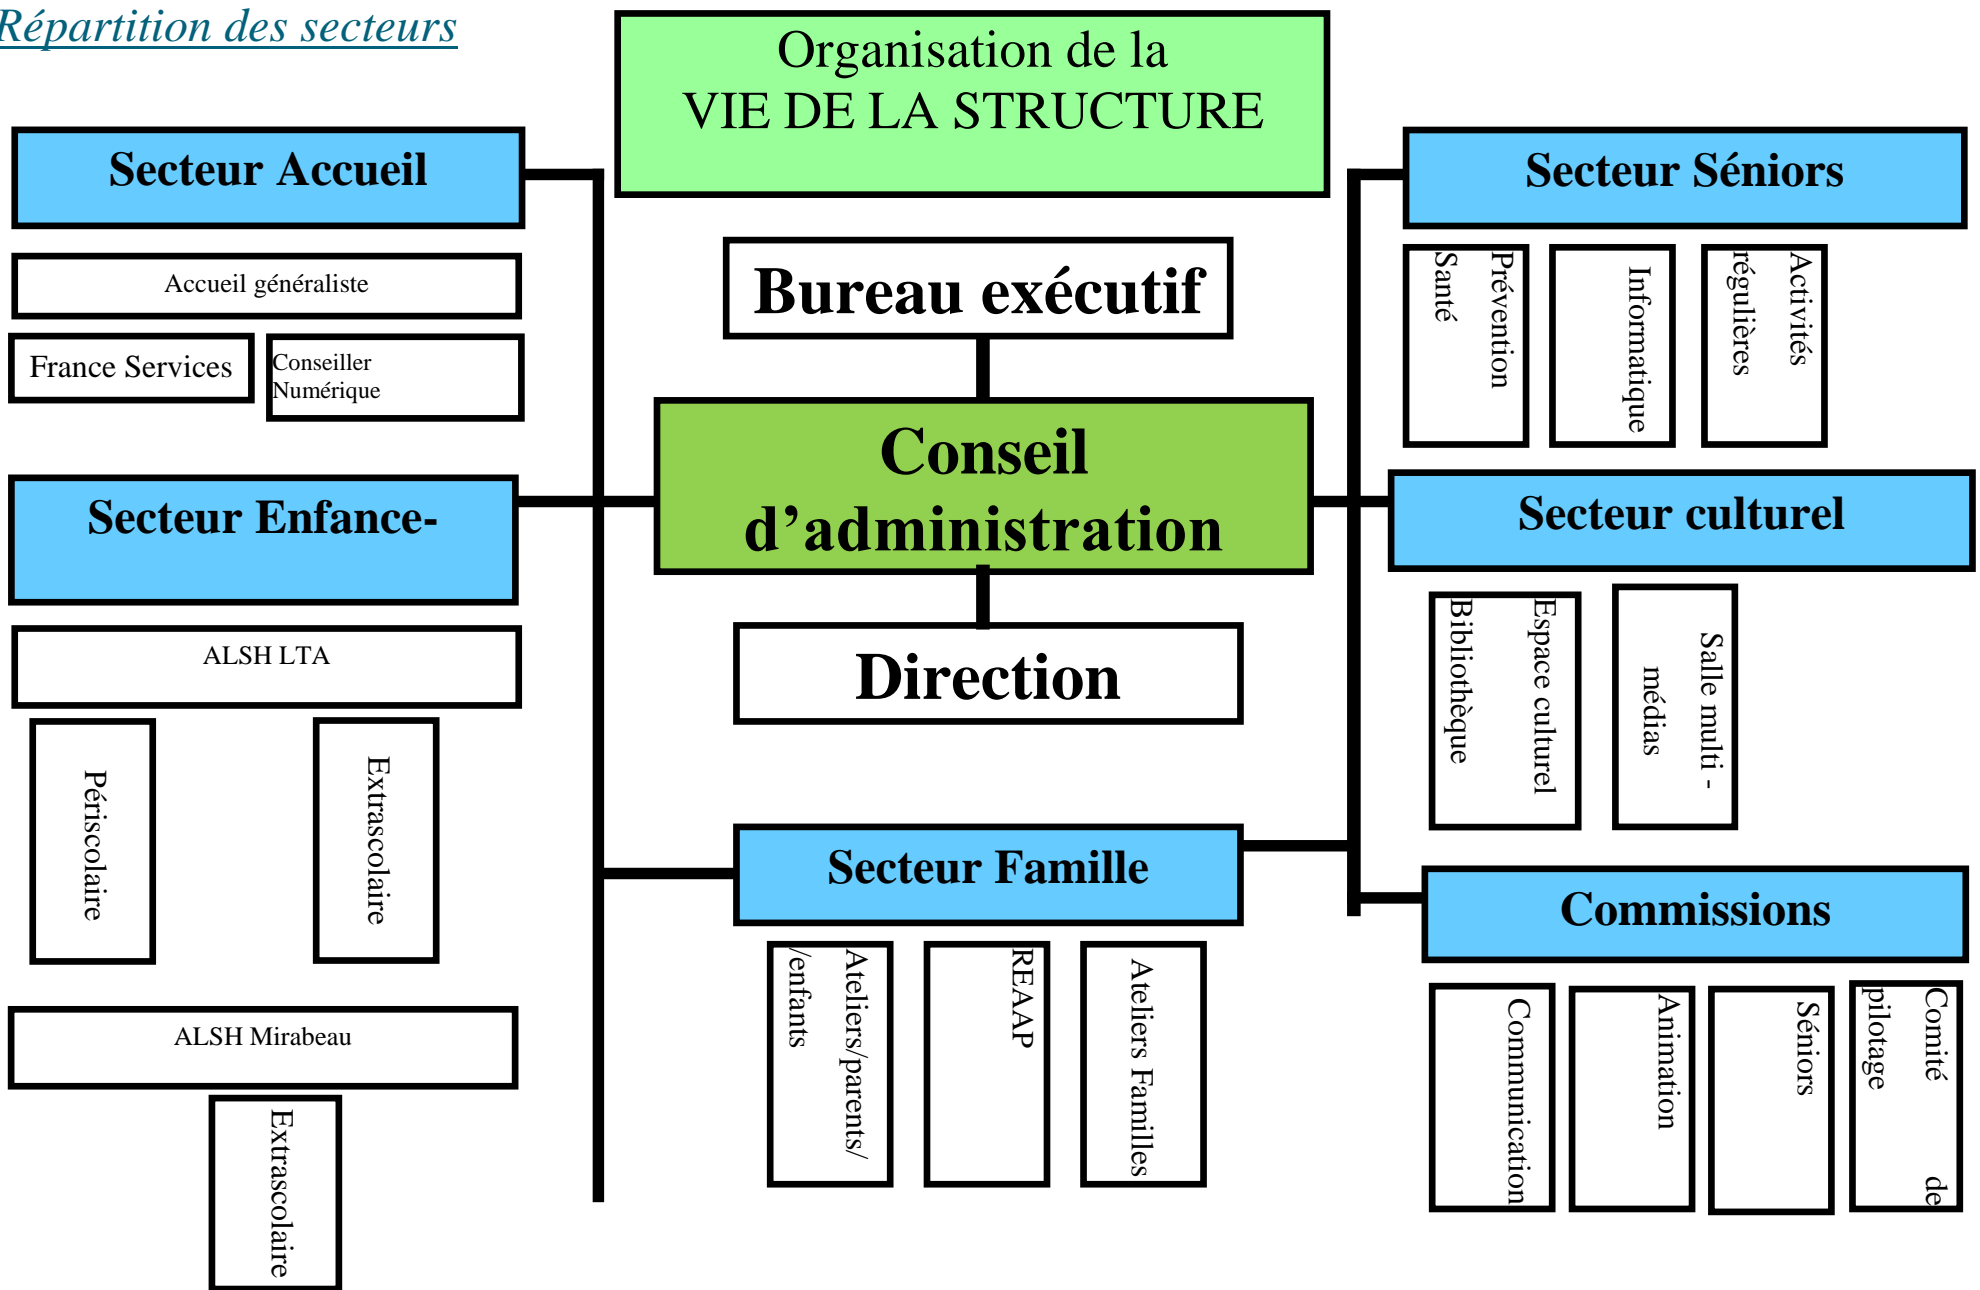 Répartition des secteurs
Organisation de la
VIE DE LA STRUCTURE
Secteur Accueil
Accueil généraliste
France Services
Conseiller
Numérique
Secteur Enfance-
ALSH LTA
Périscolaire
Extrascolaire
ALSH Mirabeau
Extrascolaire
Bureau exécutif
Conseil
d’administration
Direction
Secteur Famille
Ateliers/parents/
/enfants
REAAP
Ateliers Familles
Secteur Séniors
Prévention
Santé
Informatique
Activités
régulières
Secteur culturel
Espace culturel
Bibliothèque
Salle multi -
médias
Commissions
Communication
Animation
Séniors
Comité de
pilotage